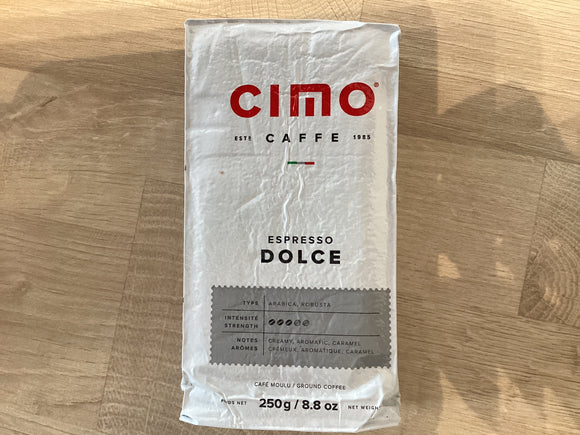 CIMO®
ESTE CAFFE 1985
ESPRESSO
DOLCE
TYPE ARABICA, ROBUSTA
INTENSITÉ
STRENGTH
NOTES CREAMY, AROMATIC, CARAMEL
ARÔMES CRÉMEUX, AROMATIQUE, CARAMEL
CAFÉ MOULU / GROUND COFFEE
POIDS NET 250g / 8.8 oz NET WEIGHT